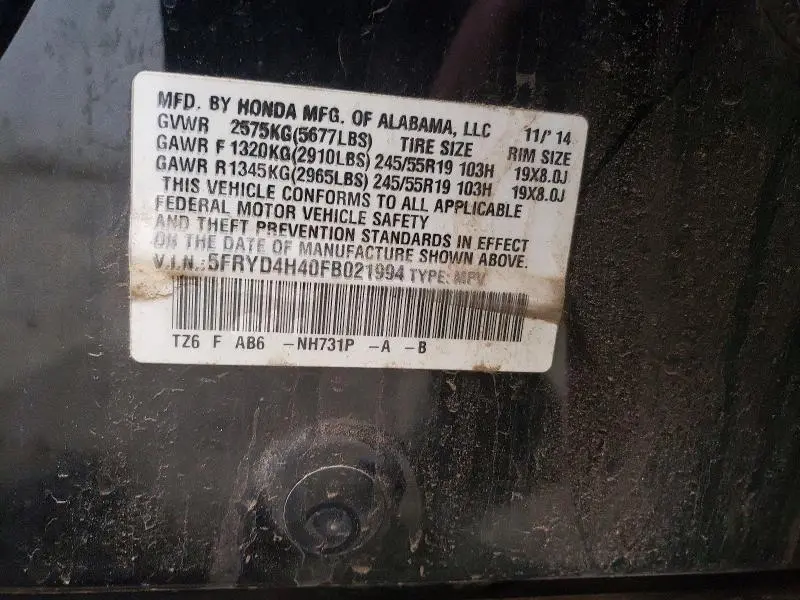 MFD. BY HONDA MFG. OF ALABAMA, LLC 11/'14
GVWR 2575KG(5677LBS) TIRE SIZE RIM SIZE
GAWR F 1320KG(2910LBS) 245/55R19 103H 19X8.0J
GAWR R 1345KG(2965LBS) 245/55R19 103H 19X8.0J
THIS VEHICLE CONFORMS TO ALL APPLICABLE
FEDERAL MOTOR VEHICLE SAFETY
AND THEFT PREVENTION STANDARDS IN EFFECT
ON THE DATE OF MANUFACTURE SHOWN ABOVE.
V.I.N.:5FRYD4H40FB021994 TYPE: MPV
TZ6 F AB6 -NH731P -A -B